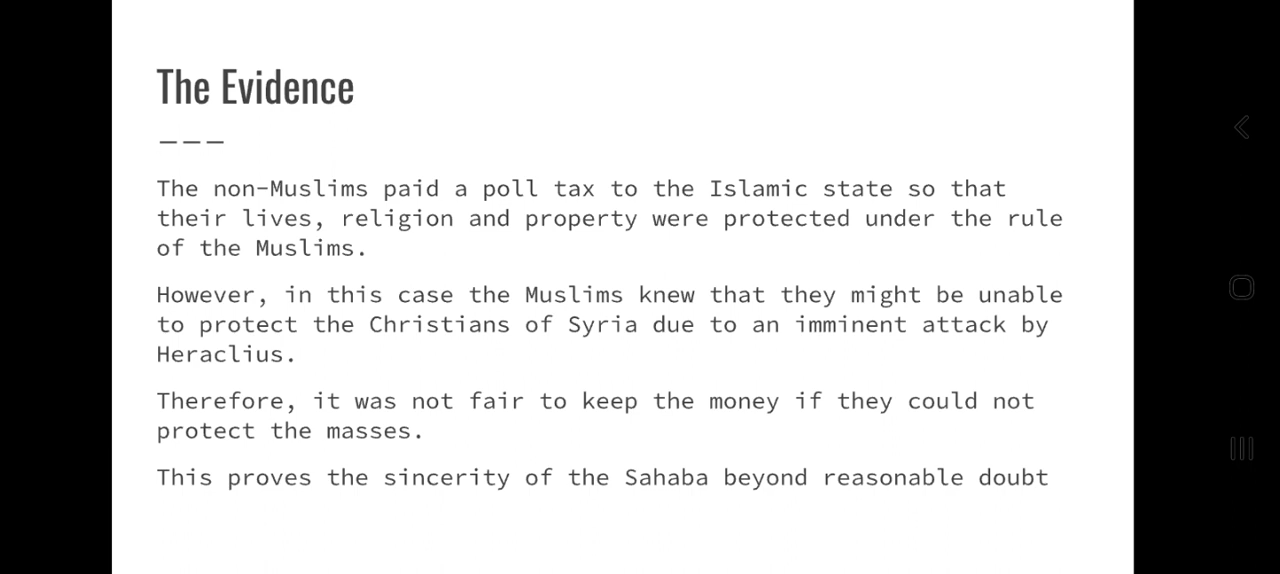 The Evidence
———
The non-Muslims paid a poll tax to the Islamic state so that
their lives, religion and property were protected under the rule
of the Muslims.
However, in this case the Muslims knew that they might be unable
to protect the Christians of Syria due to an imminent attack by
Heraclius.
Therefore, it was not fair to keep the money if they could not
protect the masses.
This proves the sincerity of the Sahaba beyond reasonable doubt